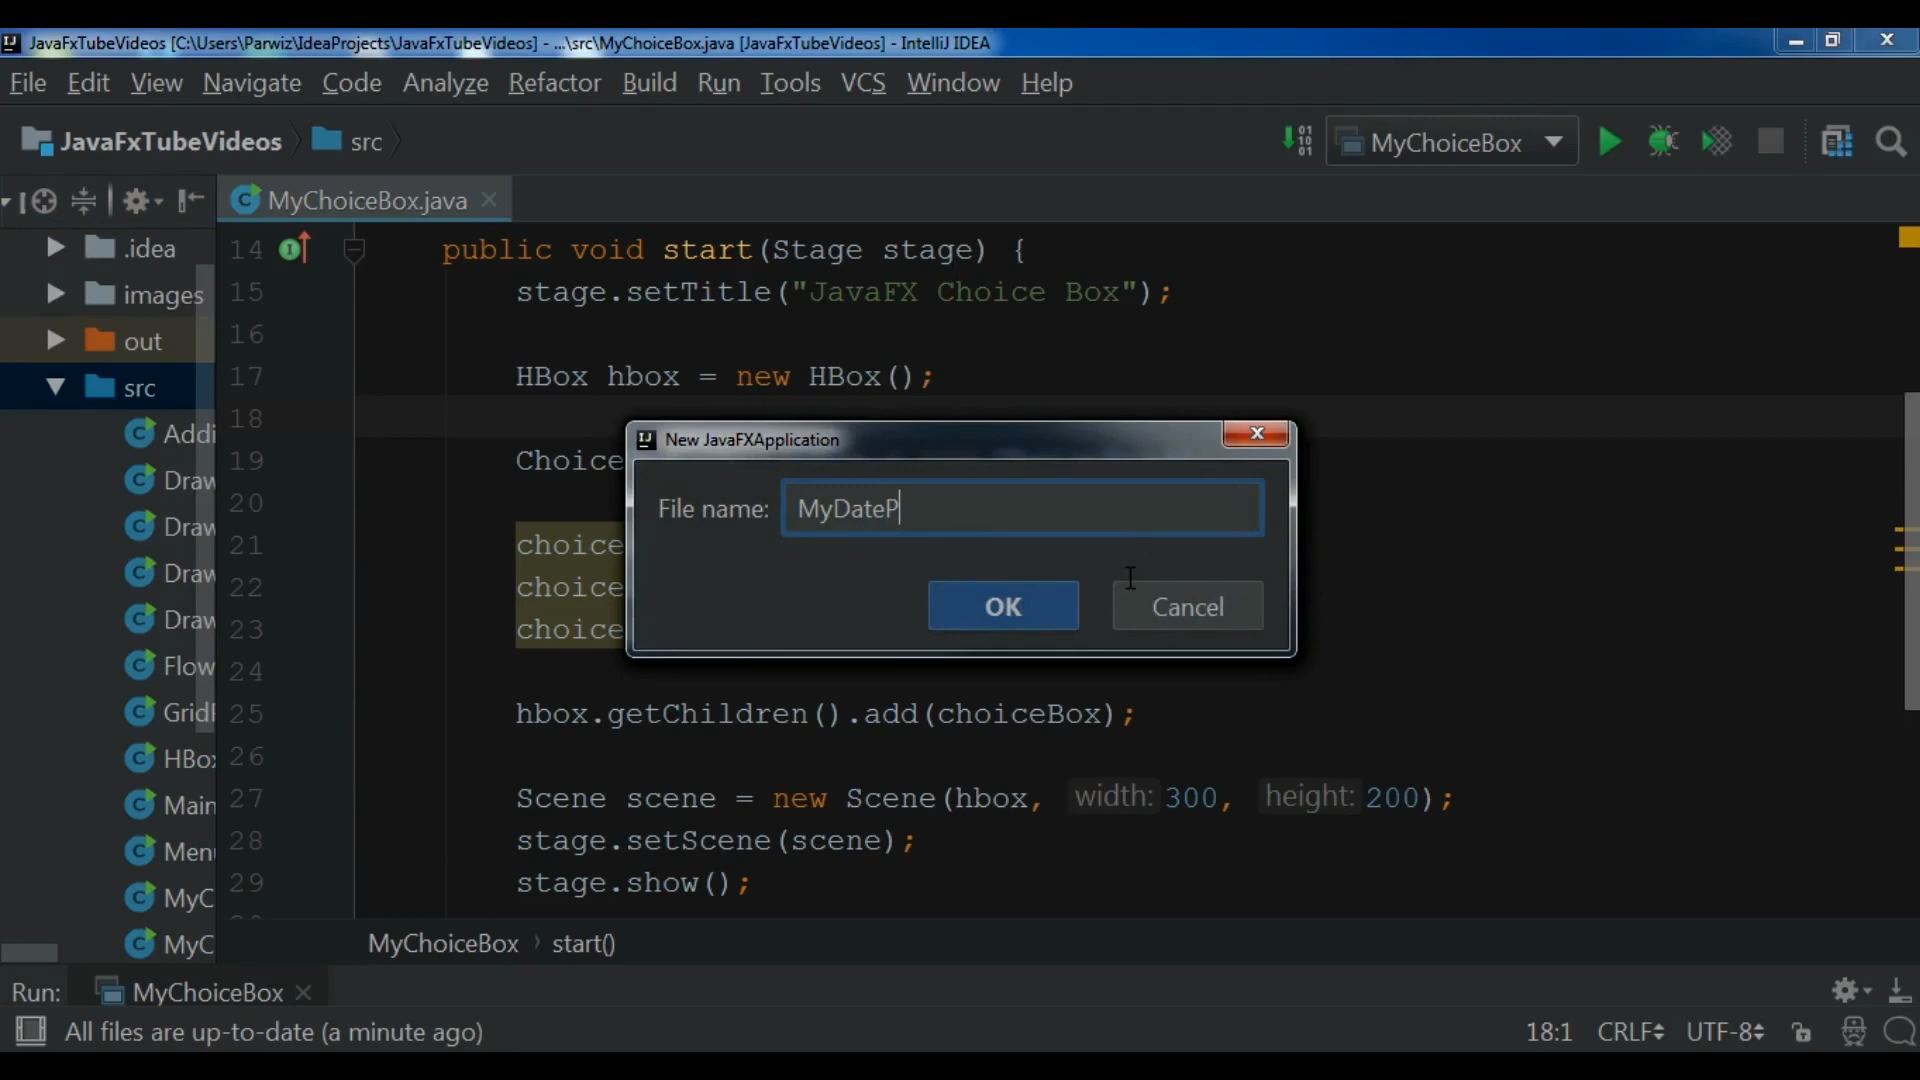 JavaFxTubeVideos [C:\Users\Parwiz\IdeaProjects\JavaFxTubeVideos] - ...\src\MyChoiceBox.java [JavaFxTubeVideos] - IntelliJ IDEA
File Edit View Navigate Code Analyze Refactor Build Run Tools VCS Window Help
JavaFxTubeVideos src MyChoiceBox
MyChoiceBox.java
.idea
images
out
src
Addi
Draw
Draw
Draw
Draw
Flow
Grid
HBox
Main
Men
MyC
MyC
14 public void start(Stage stage) {
15 stage.setTitle("JavaFX Choice Box");
16
17 HBox hbox = new HBox();
18
19 Choice
20
21 choice
22 choice
23 choice
24
25 hbox.getChildren().add(choiceBox);
26
27 Scene scene = new Scene(hbox, width: 300, height: 200);
28 stage.setScene(scene);
29 stage.show();
New JavaFXApplication
File name: MyDateP
OK Cancel
MyChoiceBox › start()
Run: MyChoiceBox
All files are up-to-date (a minute ago) 18:1 CRLF UTF-8